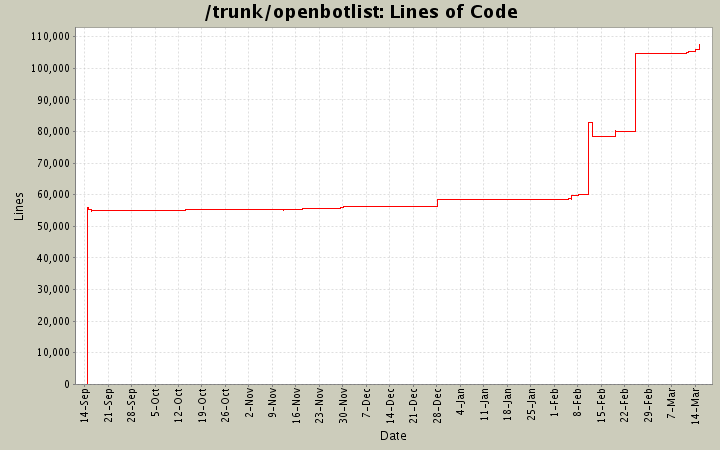 /trunk/openbotlist: Lines of Code
110,000
100,000
90,000
80,000
70,000
60,000
50,000
40,000
30,000
20,000
10,000
0
Lines
14-Sep
21-Sep
28-Sep
5-Oct
12-Oct
19-Oct
26-Oct
2-Nov
9-Nov
16-Nov
23-Nov
30-Nov
7-Dec
14-Dec
21-Dec
28-Dec
4-Jan
11-Jan
18-Jan
25-Jan
1-Feb
8-Feb
15-Feb
22-Feb
29-Feb
7-Mar
14-Mar
Date